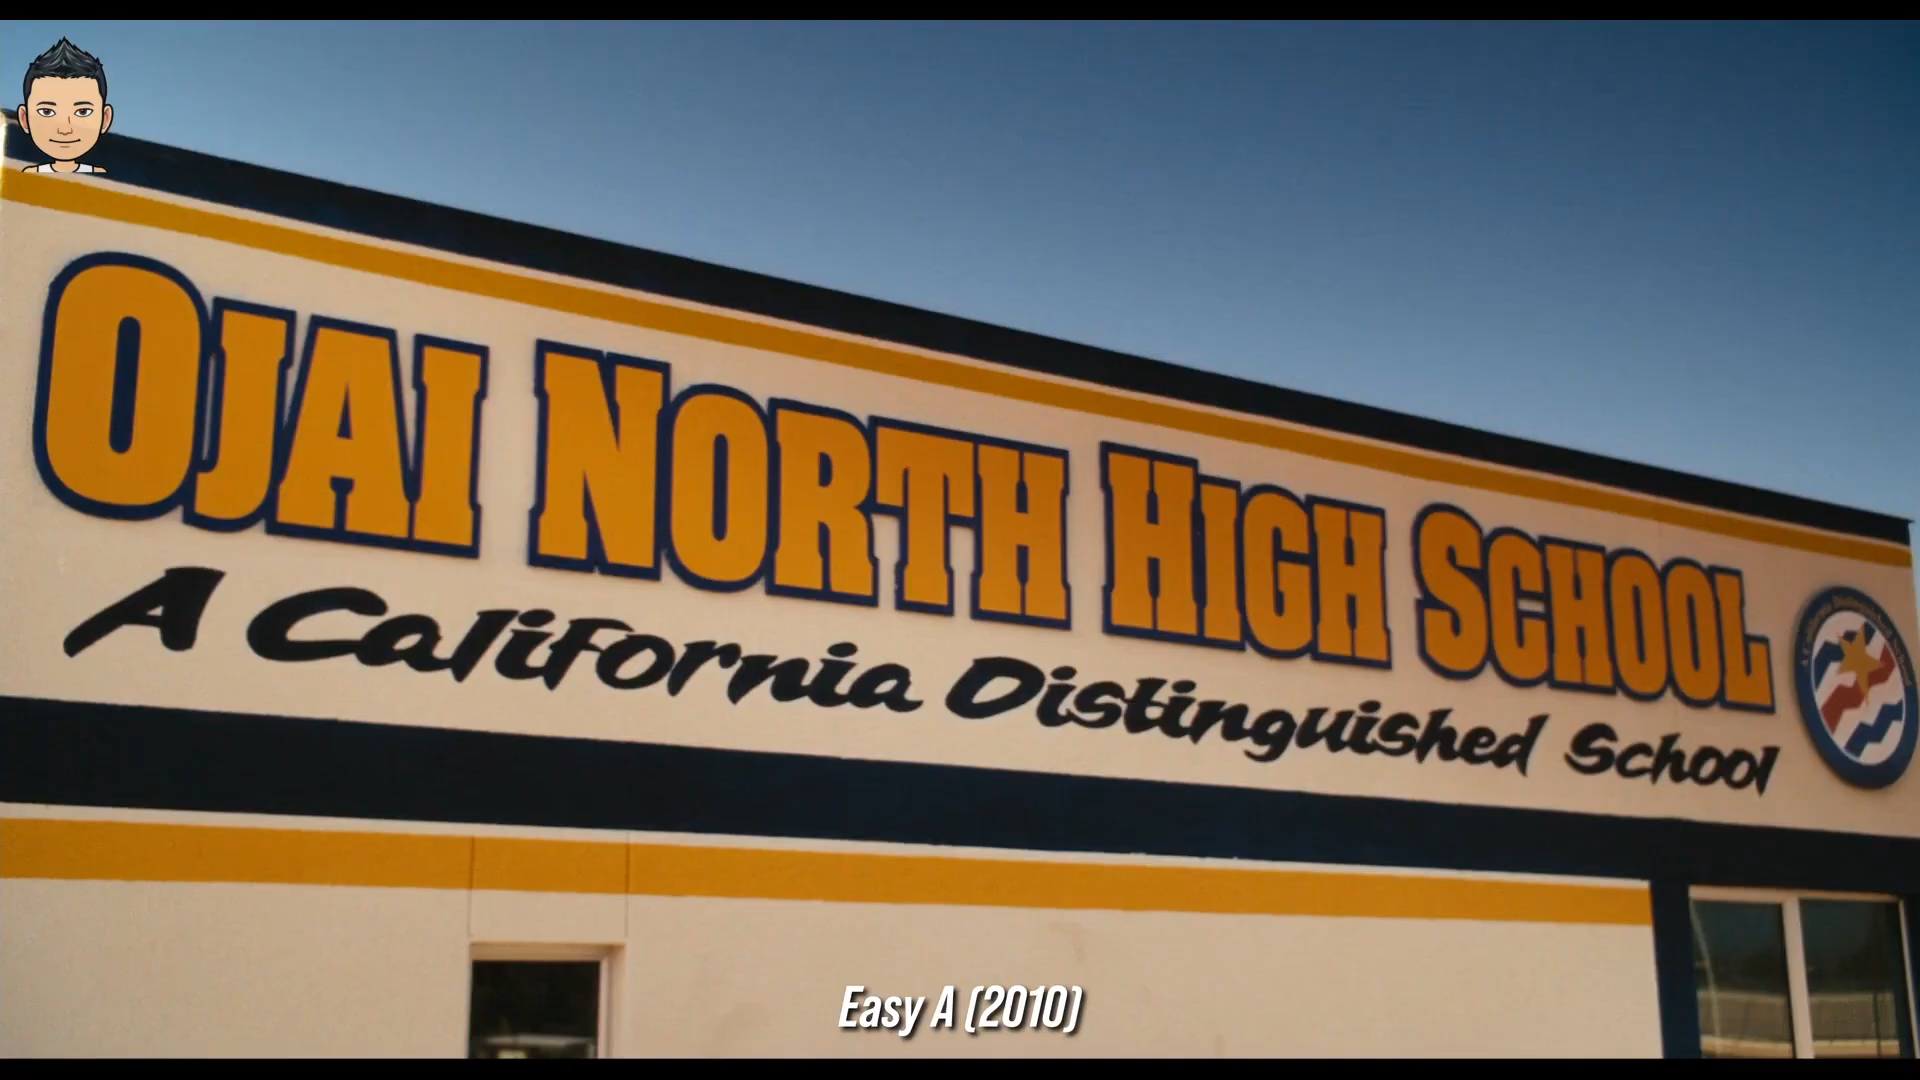 OJAI NORTH HIGH SCHOOL
A California Distinguished School
Easy A (2010)